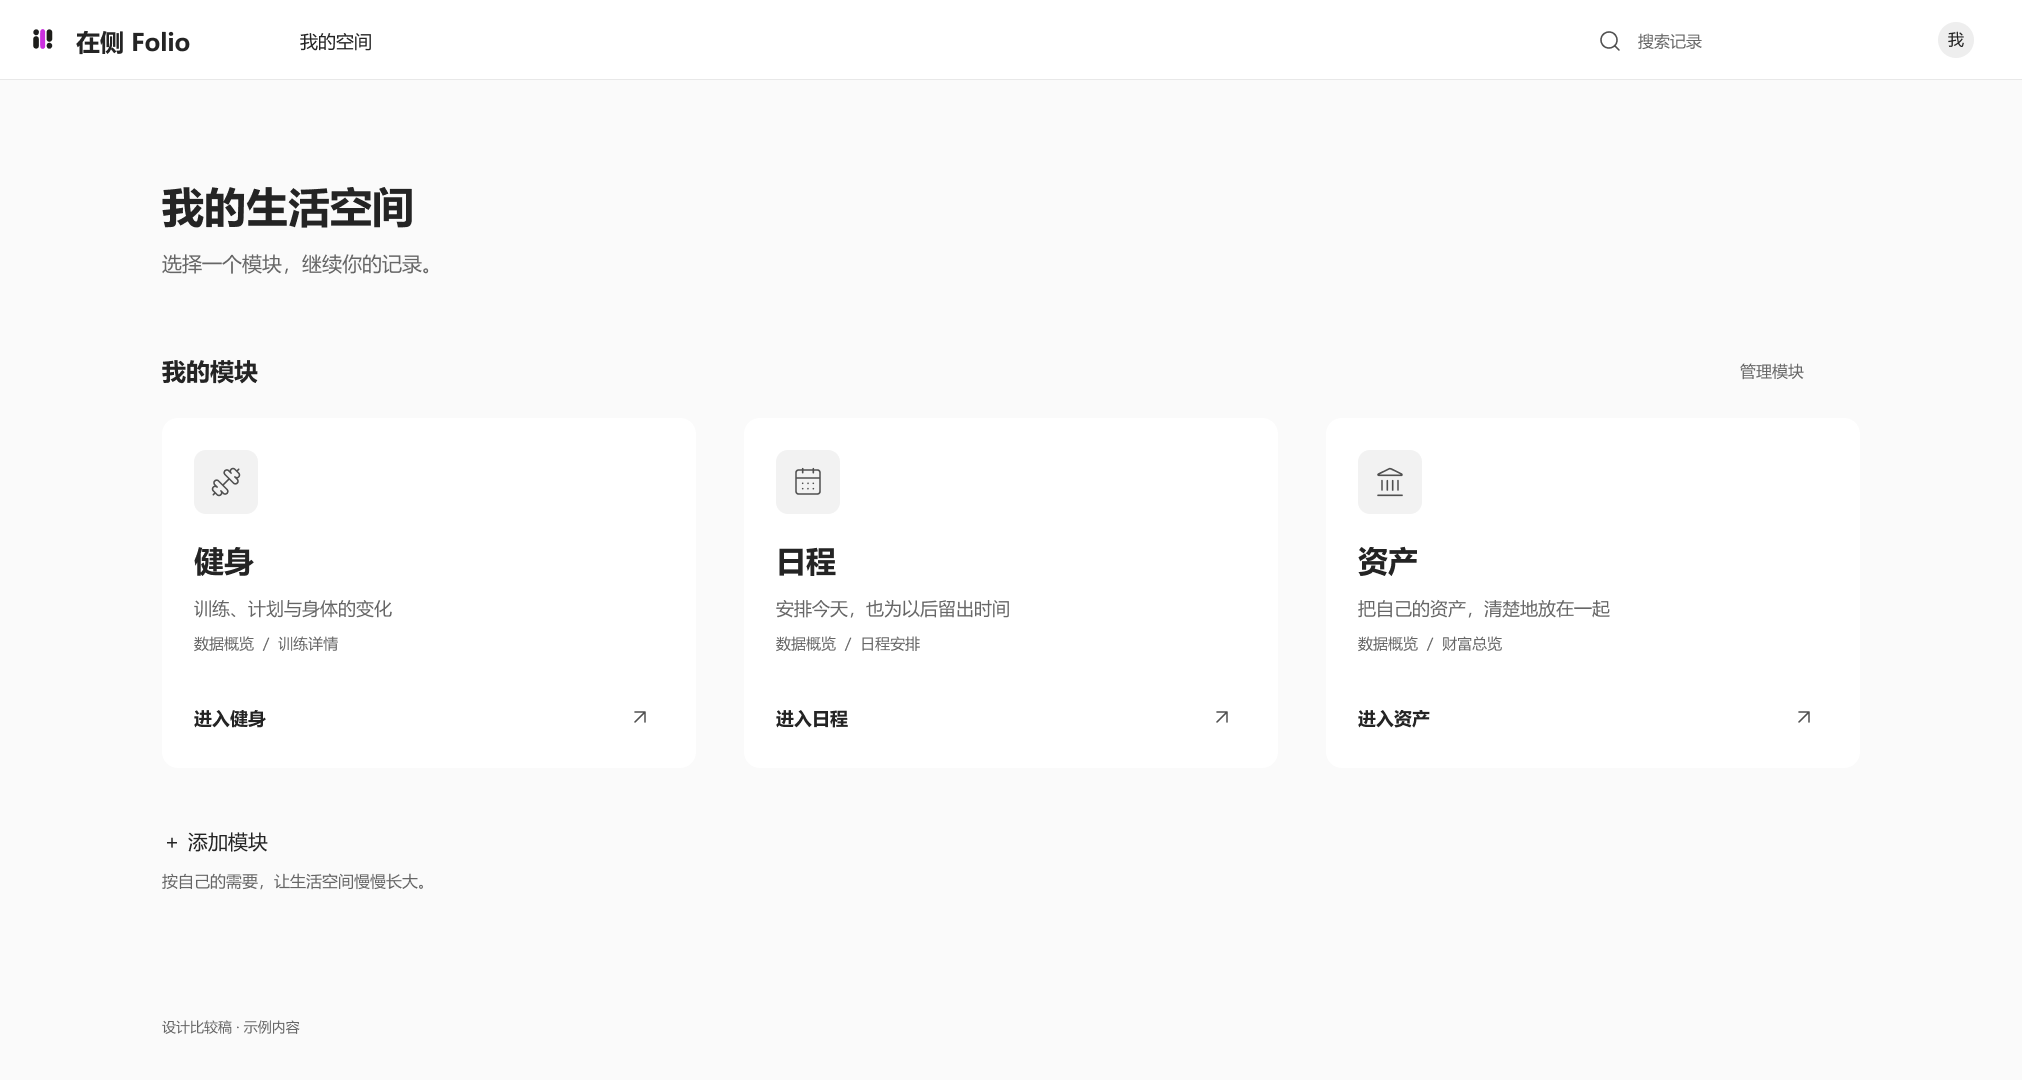 在侧 Folio
我的空间
搜索记录
我
我的生活空间
选择一个模块，继续你的记录。
我的模块
管理模块
健身
训练、计划与身体的变化
数据概览 / 训练详情
进入健身
日程
安排今天，也为以后留出时间
数据概览 / 日程安排
进入日程
资产
把自己的资产，清楚地放在一起
数据概览 / 财富总览
进入资产
+ 添加模块
按自己的需要，让生活空间慢慢长大。
设计比较稿 · 示例内容